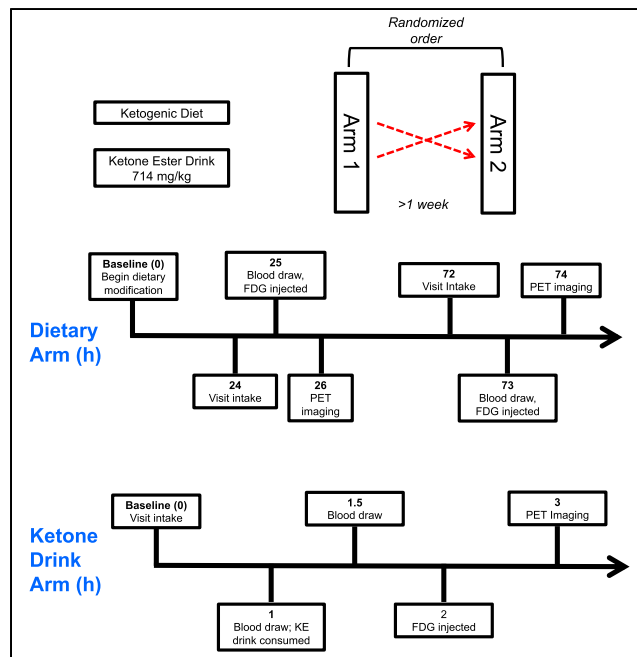 Randomized
order
Ketogenic Diet
Ketone Ester Drink
714 mg/kg
Arm 1
Arm 2
>1 week
Baseline (0)
Begin dietary
modification
25
Blood draw,
FDG injected
72
Visit Intake
74
PET imaging
Dietary
Arm (h)
24
Visit intake
26
PET
imaging
73
Blood draw,
FDG injected
Baseline (0)
Visit intake
1.5
Blood draw
3
PET Imaging
Ketone
Drink
Arm (h)
1
Blood draw; KE
drink consumed
2
FDG injected